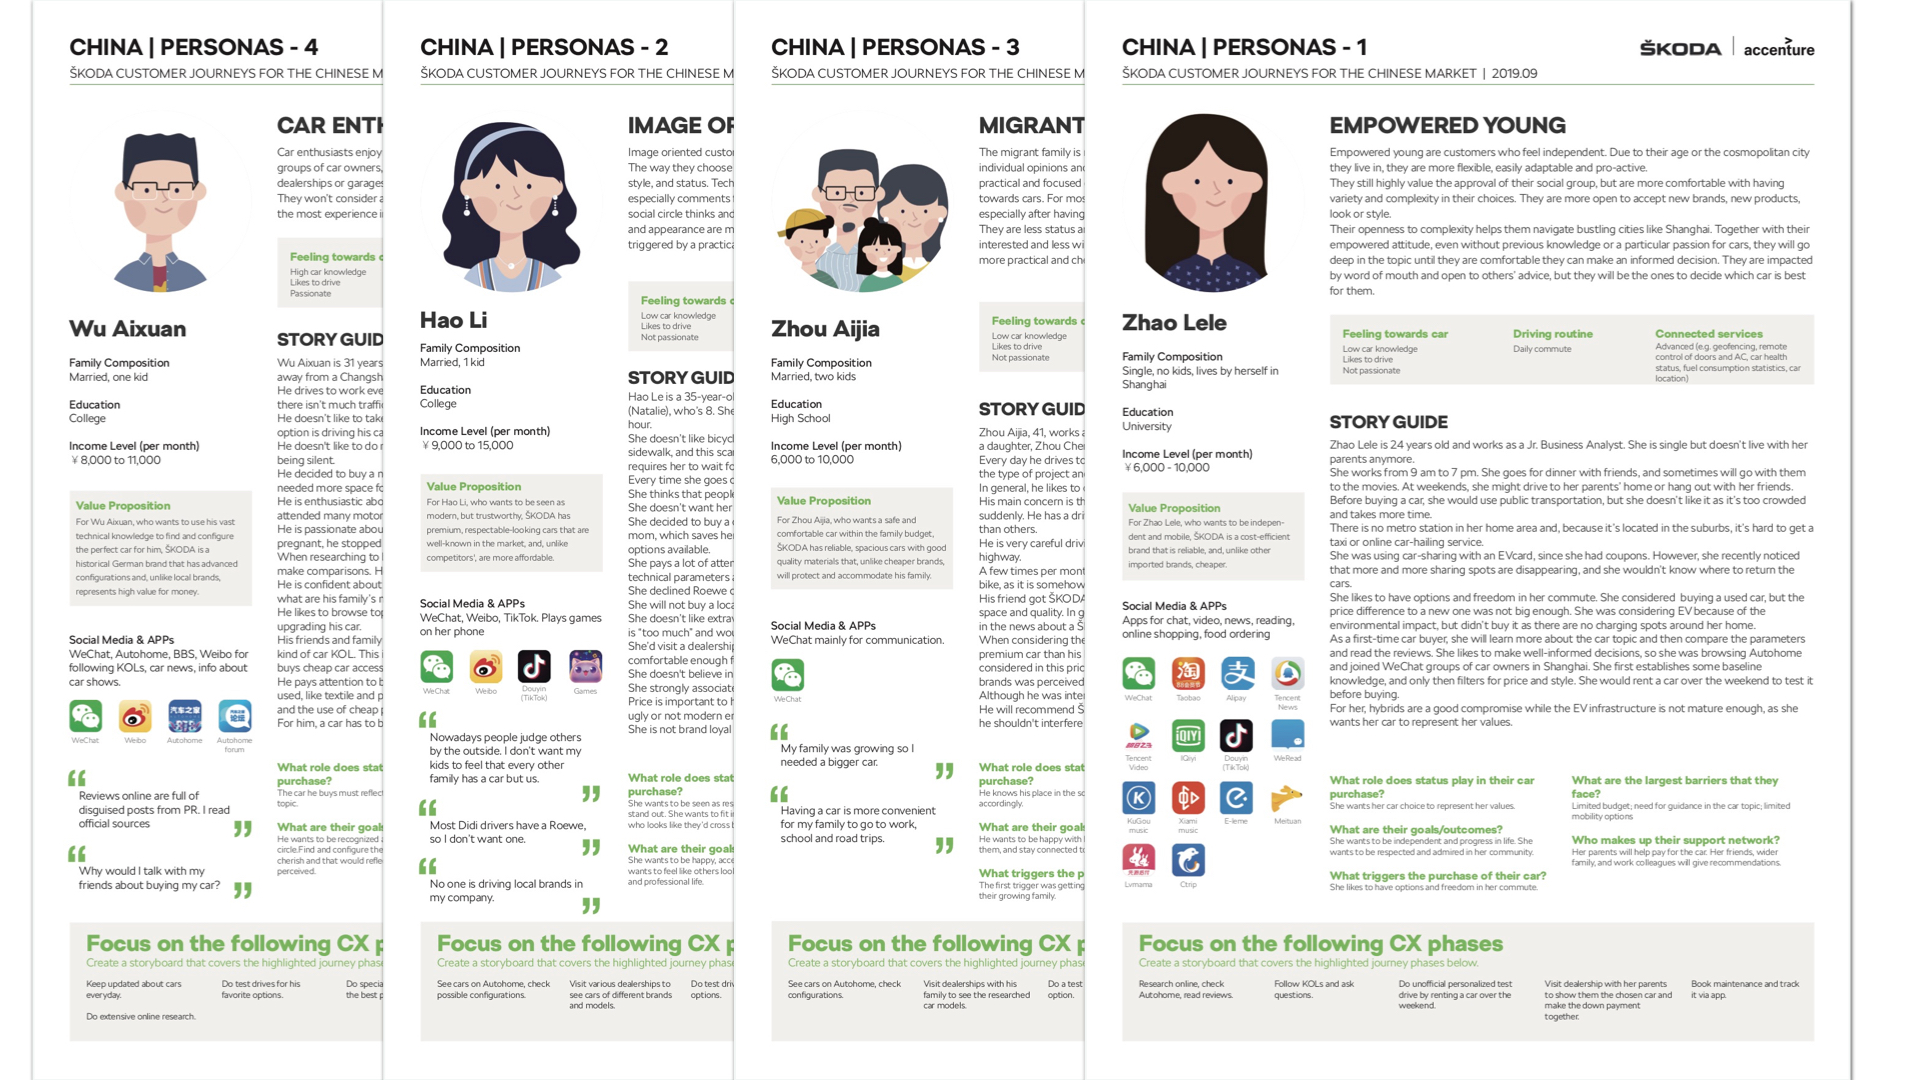 CHINA | PERSONAS - 4
ŠKODA CUSTOMER JOURNEYS FOR THE CHINESE M
CAR ENTH
Car enthusiasts enjoy
groups of car owners,
dealerships or garages
They won't consider a
the most experience i
Feeling towards c
High car knowledge
Likes to drive
Passionate
Wu Aixuan
Family Composition
Married, one kid
Education
College
Income Level (per month)
¥ 8,000 to 11,000
Value Proposition
For Wu Aixuan, who wants to use his vast
technical knowledge to find and configure
the perfect car for him, ŠKODA is a
historical German brand that has advanced
configurations and, unlike local brands,
represents high value for money.
Social Media & APPs
WeChat, Autohome, BBS, Weibo for
following KOLs, car news, info about
car shows.
汽车之家
论坛
WeChat
Weibo
Autohome
Autohome
forum
Reviews online are full of
disguised posts from PR. I read
official sources
Why would I talk with my
friends about buying my car?
STORY GUID
Wu Aixuan is 31 years
away from a Changsh
He drives to work eve
there isn't much traffic
He doesn't like to take
option is driving his ca
He doesn't like to do r
being silent.
He decided to buy a n
needed more space fo
He is enthusiastic abo
attended many motor
He is passionate abou
pregnant, he stopped
When researching to l
make comparisons. H
He is confident about
what are his family's r
He likes to browse top
upgrading his car.
His friends and family
kind of car KOL. This i
buys cheap car access
He pays attention to b
used, like textile and p
and the use of cheap p
For him, a car has to b
What role does stat
purchase?
The car he buys must reflect
topic.
What are their goals
He wants to be recognized a
circle.Find and configure the
cherish and that would refle
perceived.
Focus on the following CX p
Create a storyboard that covers the highlighted journey phase
Keep updated about cars
everyday.
Do extensive online research.
Do test drives for his
favorite options.
Do specia
the best p
CHINA | PERSONAS - 2
ŠKODA CUSTOMER JOURNEYS FOR THE CHINESE M
IMAGE OR
Image oriented custo
The way they choose
style, and status. Tech
especially comments f
social circle thinks and
and appearance are m
triggered by a practica
Feeling towards c
Low car knowledge
Likes to drive
Not passionate
Hao Li
Family Composition
Married, 1 kid
Education
College
Income Level (per month)
¥ 9,000 to 15,000
Value Proposition
For Hao Li, who wants to be seen as
modern, but trustworthy, ŠKODA has
premium, respectable-looking cars that are
well-known in the market, and, unlike
competitors', are more affordable.
Social Media & APPs
WeChat, Weibo, TikTok. Plays games
on her phone
WeChat
Weibo
Douyin
(TikTok)
Games
Nowadays people judge others
by the outside. I don't want my
kids to feel that every other
family has a car but us.
Most Didi drivers have a Roewe,
so I don't want one.
No one is driving local brands in
my company.
STORY GUID
Hao Le is a 35-year-ol
(Natalie), who's 8. She
hour.
She doesn't like bicycl
sidewalk, and this scar
requires her to wait fo
Every time she goes o
She thinks that people
She doesn't want her
She decided to buy a c
mom, which saves her
options available.
She pays a lot of atten
technical parameters a
She declined Roewe c
She will not buy a loca
She doesn't like extrav
is "too much" and wou
She'd visit a dealership
comfortable enough f
She doesn't believe in
She strongly associate
Price is important to h
ugly or not modern en
She is not brand loyal
What role does stat
purchase?
She wants to be seen as res
stand out. She wants to fit i
who looks like they'd cross b
What are their goals
She wants to be happy, acce
wants to feel like others loo
and professional life.
Focus on the following CX p
Create a storyboard that covers the highlighted journey phase
See cars on Autohome, check
possible configurations.
Visit various dealerships to
see cars of different brands
and models.
Do test driv
options.
CHINA | PERSONAS - 3
ŠKODA CUSTOMER JOURNEYS FOR THE CHINESE M
MIGRANT
The migrant family is
individual opinions and
practical and focused
towards cars. For mos
especially after having
They are less status a
interested and less wi
more practical and che
Feeling towards c
Low car knowledge
Likes to drive
Not passionate
Zhou Aijia
Family Composition
Married, two kids
Education
High School
Income Level (per month)
6,000 to 10,000
Value Proposition
For Zhou Aijia, who wants a safe and
comfortable car within the family budget,
ŠKODA has reliable, spacious cars with good
quality materials that, unlike cheaper brands,
will protect and accommodate his family.
Social Media & APPs
WeChat mainly for communication.
WeChat
My family was growing so I
needed a bigger car.
Having a car is more convenient
for my family to go to work,
school and road trips.
STORY GUID
Zhou Aijia, 41, works a
a daughter, Zhou Cher
Every day he drives to
the type of project and
In general, he likes to c
His main concern is th
suddenly. He has a dri
than others.
He is very careful drivi
highway.
A few times per mont
bike, as it is somehow
His friend got ŠKODA
space and quality. In g
in the news about a Š
When considering the
premium car than his
considered in this pric
brands was perceived
Although he was inter
He will recommend Š
he shouldn't interfere
What role does stat
purchase?
He knows his place in the so
accordingly.
What are their goals
He wants to be happy with l
them, and stay connected to
What triggers the p
The first trigger was getting
their growing family.
Focus on the following CX p
Create a storyboard that covers the highlighted journey phase
See cars on Autohome, check
configurations.
Visit dealerships with his
family to see the researched
car models.
Do a test
option.
CHINA | PERSONAS - 1
ŠKODA CUSTOMER JOURNEYS FOR THE CHINESE MARKET | 2019.09
ŠKODA | accenture
EMPOWERED YOUNG
Empowered young are customers who feel independent. Due to their age or the cosmopolitan city
they live in, they are more flexible, easily adaptable and pro-active.
They still highly value the approval of their social group, but are more comfortable with having
variety and complexity in their choices. They are more open to accept new brands, new products,
look or style.
Their openness to complexity helps them navigate bustling cities like Shanghai. Together with their
empowered attitude, even without previous knowledge or a particular passion for cars, they will go
deep in the topic until they are comfortable they can make an informed decision. They are impacted
by word of mouth and open to others' advice, but they will be the ones to decide which car is best
for them.
Feeling towards car
Low car knowledge
Likes to drive
Not passionate
Driving routine
Daily commute
Connected services
Advanced (e.g. geofencing, remote
control of doors and AC, car health
status, fuel consumption statistics, car
location)
Zhao Lele
Family Composition
Single, no kids, lives by herself in
Shanghai
Education
University
Income Level (per month)
¥ 6,000 - 10,000
Value Proposition
For Zhao Lele, who wants to be indepen-
dent and mobile, ŠKODA is a cost-efficient
brand that is reliable, and, unlike other
imported brands, cheaper.
Social Media & APPs
Apps for chat, video, news, reading,
online shopping, food ordering
淘
支
WeChat
Taobao
Alipay
Tencent
News
iQIYI
Tencent
Video
IQiyi
Douyin
(TikTok)
WeRead
K
KuGou
music
Xiami
music
E-leme
Meituan
Lvmama
Ctrip
STORY GUIDE
Zhao Lele is 24 years old and works as a Jr. Business Analyst. She is single but doesn't live with her
parents anymore.
She works from 9 am to 7 pm. She goes for dinner with friends, and sometimes will go with them
to the movies. At weekends, she might drive to her parents' home or hang out with her friends.
Before buying a car, she would use public transportation, but she doesn't like it as it's too crowded
and takes more time.
There is no metro station in her home area and, because it's located in the suburbs, it's hard to get a
taxi or online car-hailing service.
She was using car-sharing with an EVcard, since she had coupons. However, she recently noticed
that more and more sharing spots are disappearing, and she wouldn't know where to return the
cars.
She likes to have options and freedom in her commute. She considered buying a used car, but the
price difference to a new one was not big enough. She was considering EV because of the
environmental impact, but didn't buy it as there are no charging spots around her home.
As a first-time car buyer, she will learn more about the car topic and then compare the parameters
and read the reviews. She likes to make well-informed decisions, so she was browsing Autohome
and joined WeChat groups of car owners in Shanghai. She first establishes some baseline
knowledge, and only then filters for price and style. She would rent a car over the weekend to test it
before buying.
For her, hybrids are a good compromise while the EV infrastructure is not mature enough, as she
wants her car to represent her values.
What role does status play in their car
purchase?
She wants her car choice to represent her values.
What are their goals/outcomes?
She wants to be independent and progress in life. She
wants to be respected and admired in her community.
What triggers the purchase of their car?
She likes to have options and freedom in her commute.
What are the largest barriers that they
face?
Limited budget; need for guidance in the car topic; limited
mobility options
Who makes up their support network?
Her parents will help pay for the car. Her friends, wider
family, and work colleagues will give recommendations.
Focus on the following CX phases
Create a storyboard that covers the highlighted journey phases below.
Research online, check
Autohome, read reviews.
Follow KOLs and ask
questions.
Do unofficial personalized test
drive by renting a car over the
weekend.
Visit dealership with her parents
to show them the chosen car and
make the down payment
together.
Book maintenance and track
it via app.